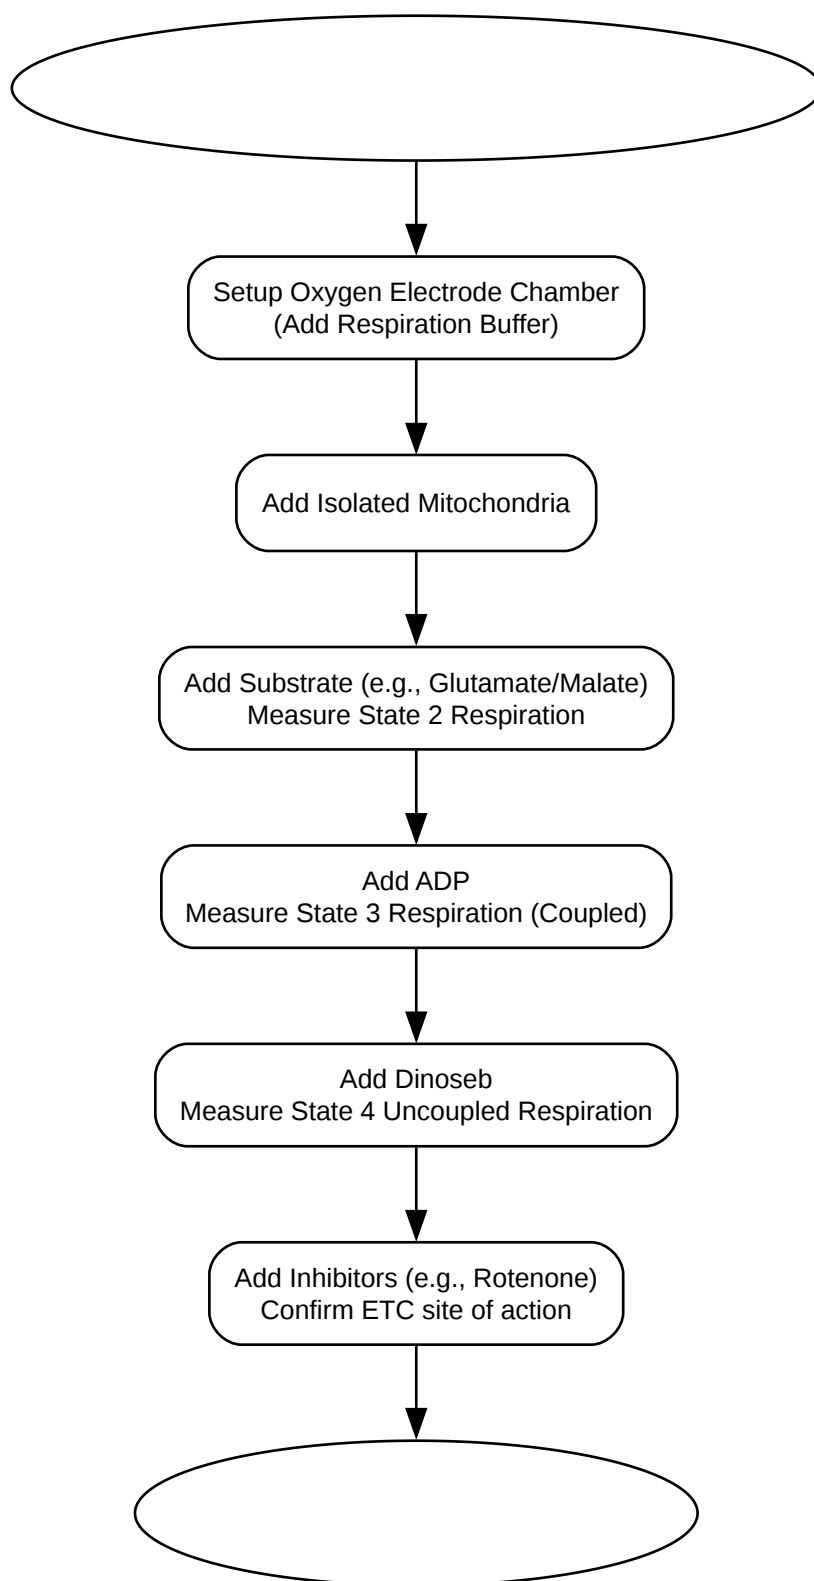 Setup Oxygen Electrode Chamber
(Add Respiration Buffer)
Add Isolated Mitochondria
Add Substrate (e.g., Glutamate/Malate)
Measure State 2 Respiration
Add ADP
Measure State 3 Respiration (Coupled)
Add Dinoseb
Measure State 4 Uncoupled Respiration
Add Inhibitors (e.g., Rotenone)
Confirm ETC site of action